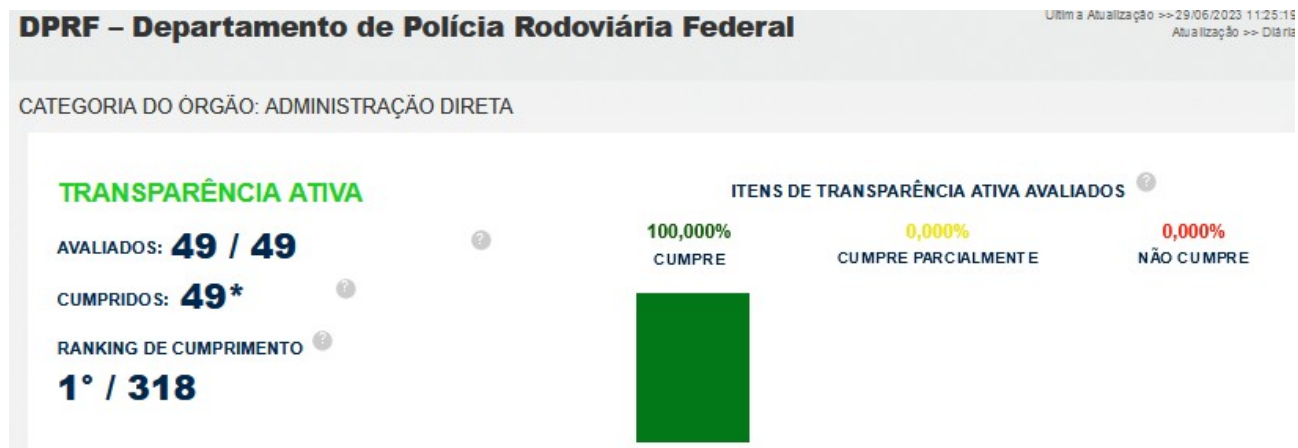 DPRF – Departamento de Polícia Rodoviária Federal
Última Atualização >> 29/06/2023 11:25:19
Atualização >> Diária
CATEGORIA DO ÓRGÃO: ADMINISTRAÇÃO DIRETA
TRANSPARÊNCIA ATIVA
AVALIADOS: 49 / 49 ?
CUMPRIDOS: 49* ?
RANKING DE CUMPRIMENTO ?
1° / 318
ITENS DE TRANSPARÊNCIA ATIVA AVALIADOS ?
100,000% 0,000% 0,000%
CUMPRE CUMPRE PARCIALMENTE NÃO CUMPRE